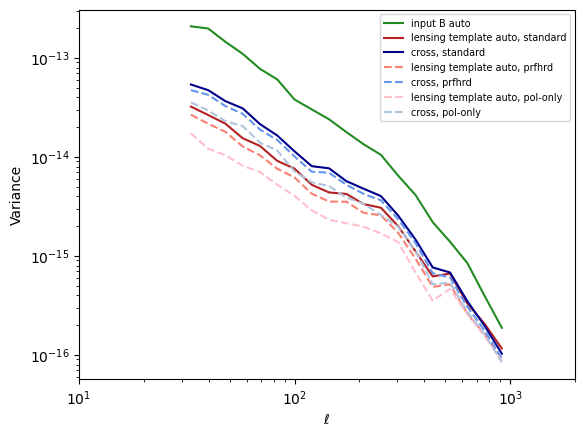 input B auto
lensing template auto, standard
cross, standard
lensing template auto, prfhrd
cross, prfhrd
lensing template auto, pol-only
cross, pol-only
10⁻¹³
10⁻¹⁴
10⁻¹⁵
10⁻¹⁶
Variance
10¹
10²
10³
ℓ